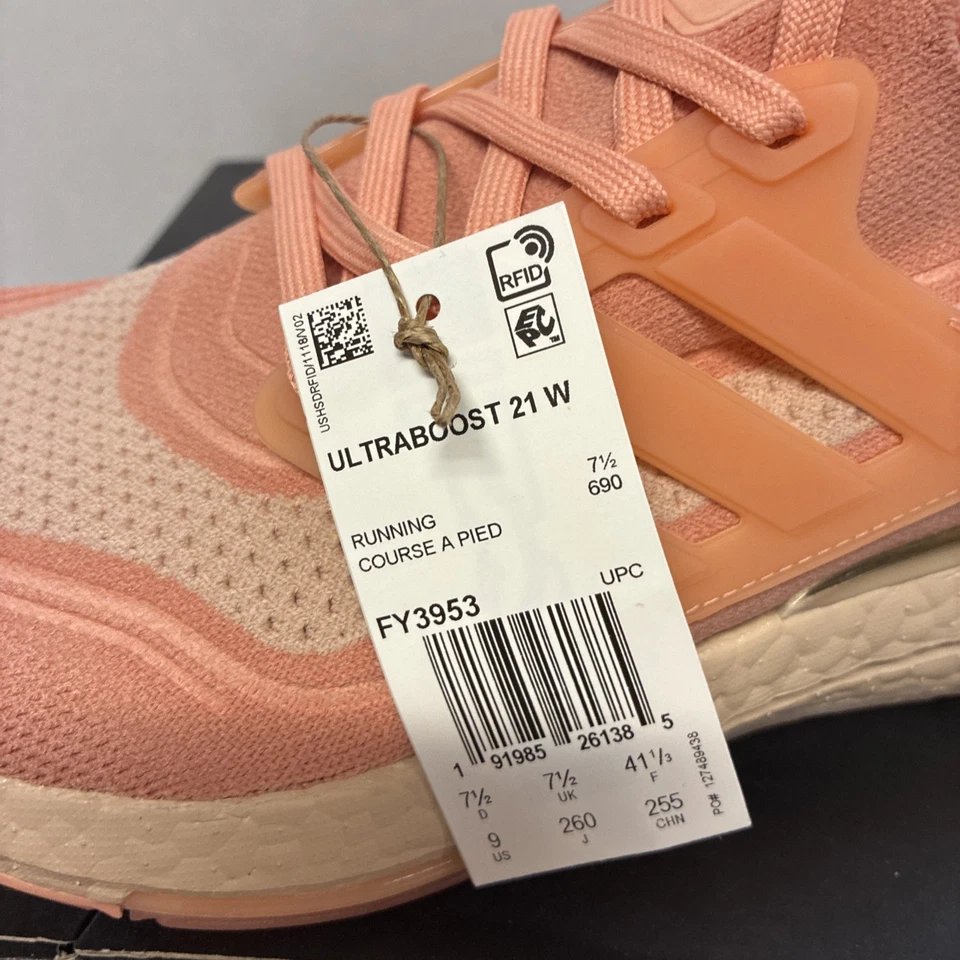 RFID
EPC™
USHSDRFID/1118/V02
ULTRABOOST 21 W
7½
690
RUNNING
COURSE A PIED
UPC
FY3953
1 91985 26138 5
7½ 7½ 41⅓
D UK F
9 260 255
US J CHN
PO#: 127489438